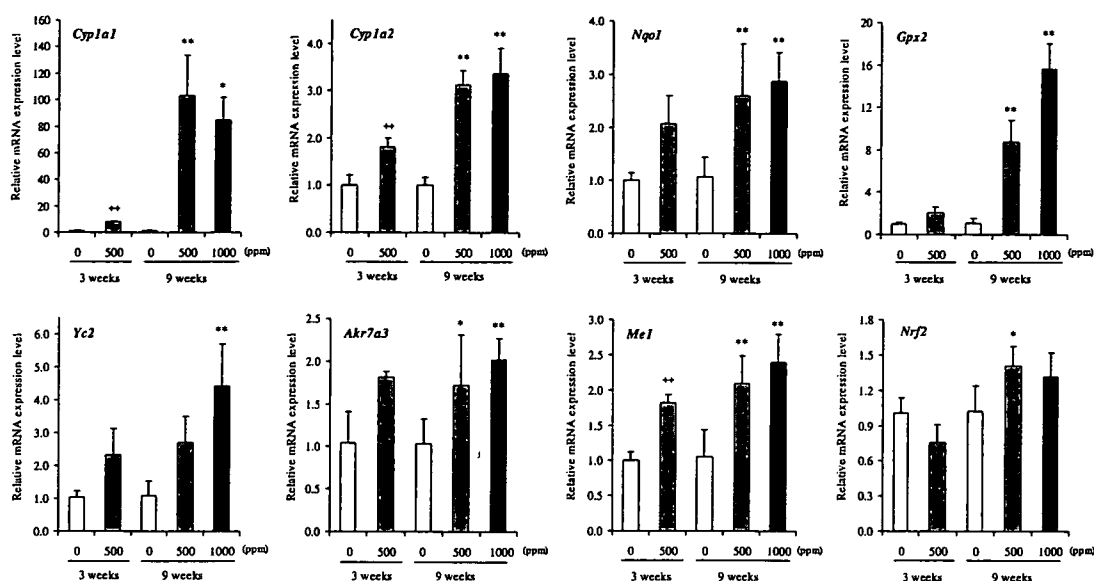 Relative mRNA expression level
160
140
120
100
80
60
40
20
0
Cyp1a1
++
**
*
0 500 0 500 1000 (ppm)
3 weeks 9 weeks
Relative mRNA expression level
4.0
3.0
2.0
1.0
0.0
Cyp1a2
++
**
**
0 500 0 500 1000 (ppm)
3 weeks 9 weeks
Relative mRNA expression level
4.0
3.0
2.0
1.0
0.0
Nqo1
**
**
0 500 0 500 1000 (ppm)
3 weeks 9 weeks
Relative mRNA expression level
20
16
12
8
4
0
Gpx2
**
**
0 500 0 500 1000 (ppm)
3 weeks 9 weeks
Relative mRNA expression level
6.0
5.0
4.0
3.0
2.0
1.0
0.0
Yc2
**
0 500 0 500 1000 (ppm)
3 weeks 9 weeks
Relative mRNA expression level
2.5
2.0
1.5
1.0
0.5
0.0
Akr7a3
*
**
0 500 0 500 1000 (ppm)
3 weeks 9 weeks
Relative mRNA expression level
3.0
2.5
2.0
1.5
1.0
0.5
0.0
Me1
++
**
**
0 500 0 500 1000 (ppm)
3 weeks 9 weeks
Relative mRNA expression level
1.8
1.5
1.2
0.9
0.6
0.3
0.0
Nrf2
*
0 500 0 500 1000 (ppm)
3 weeks 9 weeks